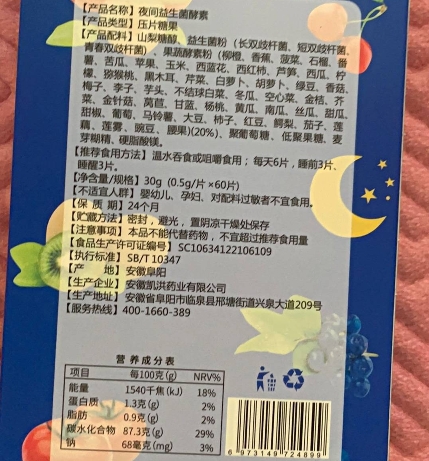 【产品名称】夜间益生菌酵素
【产品类型】压片糖果
【产品配料】山梨糖醇、益生菌粉（长双歧杆菌、短双歧杆菌、
青春双歧杆菌）、果蔬酵素粉（柳橙、香蕉、菠菜、石榴、番
薯、苦瓜、苹果、玉米、西蓝花、西红柿、芦笋、西瓜、柠
檬、猕猴桃、黑木耳、芹菜、白萝卜、胡萝卜、绿豆、香菇、
梅子、李子、芋头、不结球白菜、冬瓜、空心菜、金桔、芥
菜、金针菇、莴苣、甘蓝、杨桃、黄瓜、南瓜、丝瓜、甜瓜、
甜椒、葡萄、马铃薯、大豆、柿子、红豆、鳄梨、茄子、莲
藕、莲雾、豌豆、腰果)(20%)、聚葡萄糖、低聚果糖、麦
芽糊精、硬脂酸镁。
【推荐食用方法】温水吞食或咀嚼食用；每天6片，睡前3片、
睡醒3片。
【净含量/规格】30g (0.5g/片×60片)
【不适宜人群】婴幼儿、孕妇、对配料过敏者不宜食用。
【保 质 期】24个月
【贮藏方法】密封，避光，置阴凉干燥处保存
【注意事项】本品不能代替药物，不宜超过推荐食用量
【食品生产许可证编号】SC10634122106109
【执行标准】SB/T 10347
【产 地】安徽阜阳
【生产企业】安徽凯洪药业有限公司
【生产地址】安徽省阜阳市临泉县邢塘街道兴泉大道209号
【服务热线】400-1660-389
营养成分表
项目 每100克(g) NRV%
能量 1540千焦(kJ) 18%
蛋白质 1.3克(g) 2%
脂肪 0.9克(g) 2%
碳水化合物 87.3克(g) 29%
钠 68毫克(mg) 3%
6 973149 724899